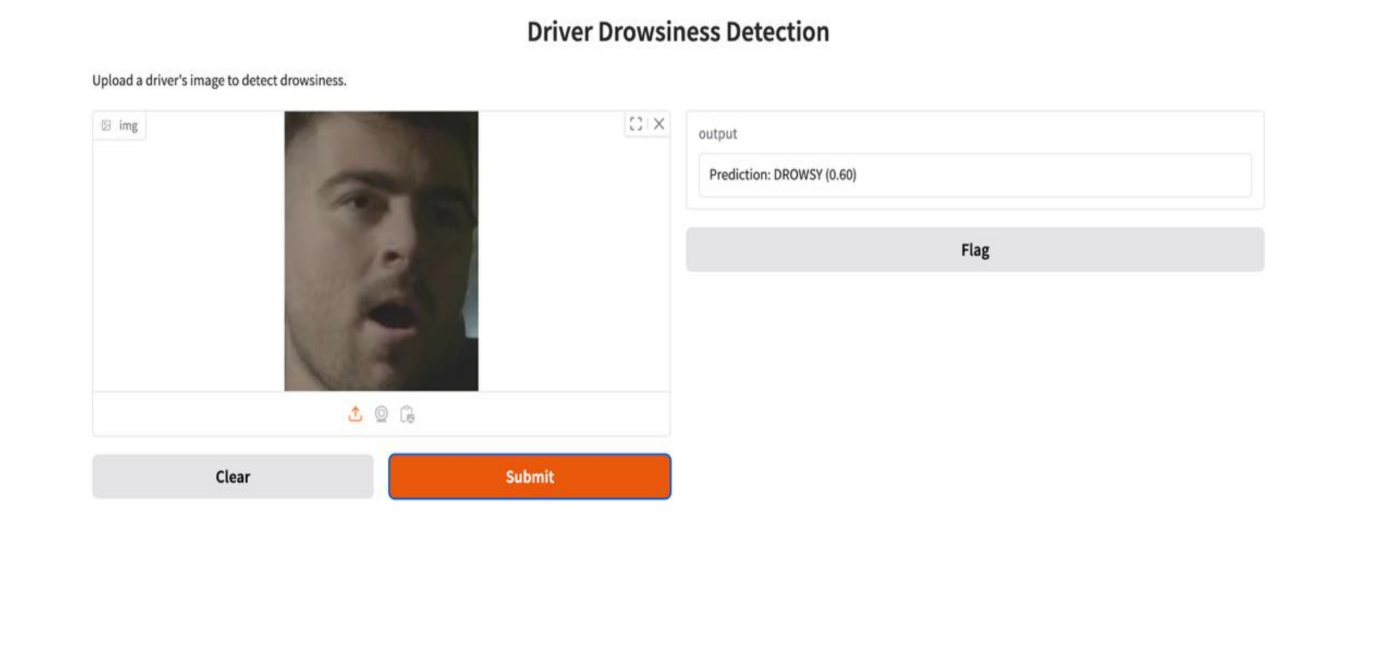 Driver Drowsiness Detection
Upload a driver's image to detect drowsiness.
img
output
Prediction: DROWSY (0.60)
Flag
Clear
Submit